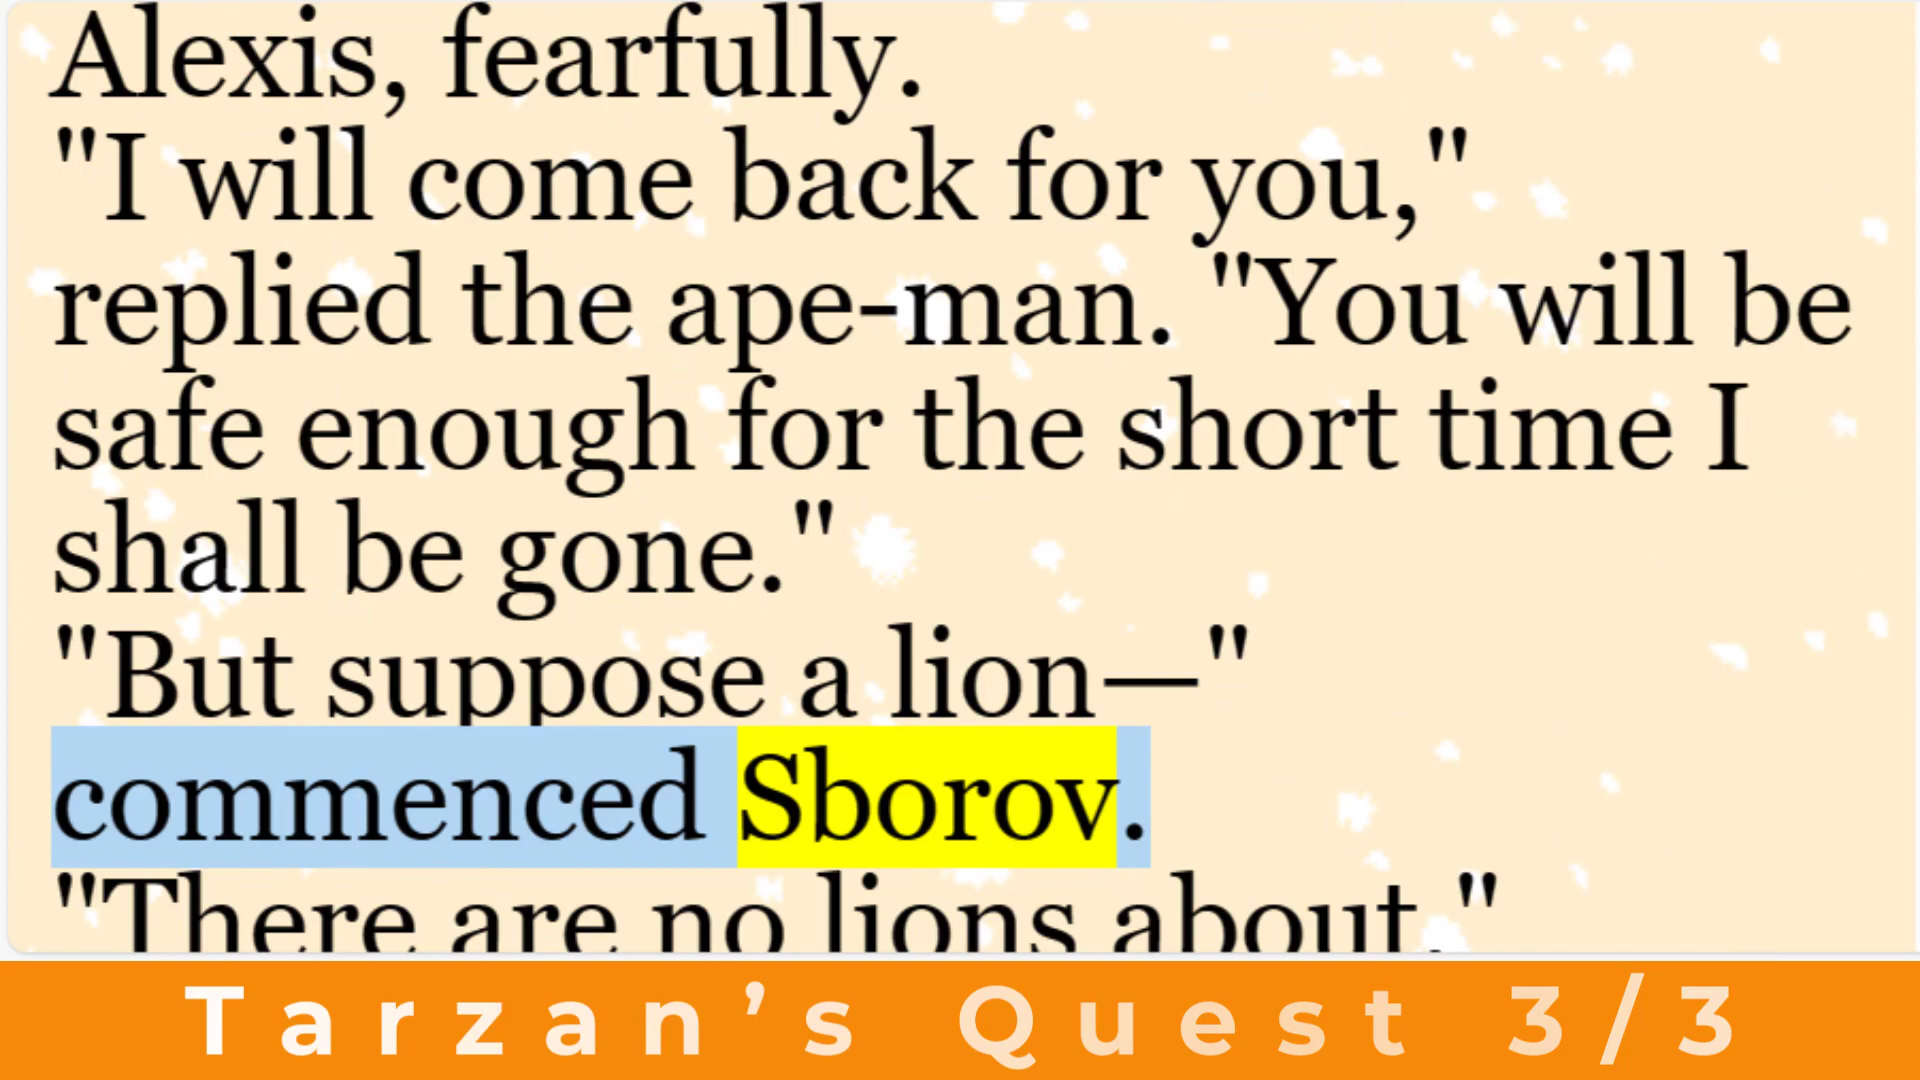 Alexis, fearfully.
"I will come back for you,"
replied the ape-man. "You will be
safe enough for the short time I
shall be gone."
"But suppose a lion—"
commenced Sborov.
"There are no lions about."
Tarzan’s Quest 3/3